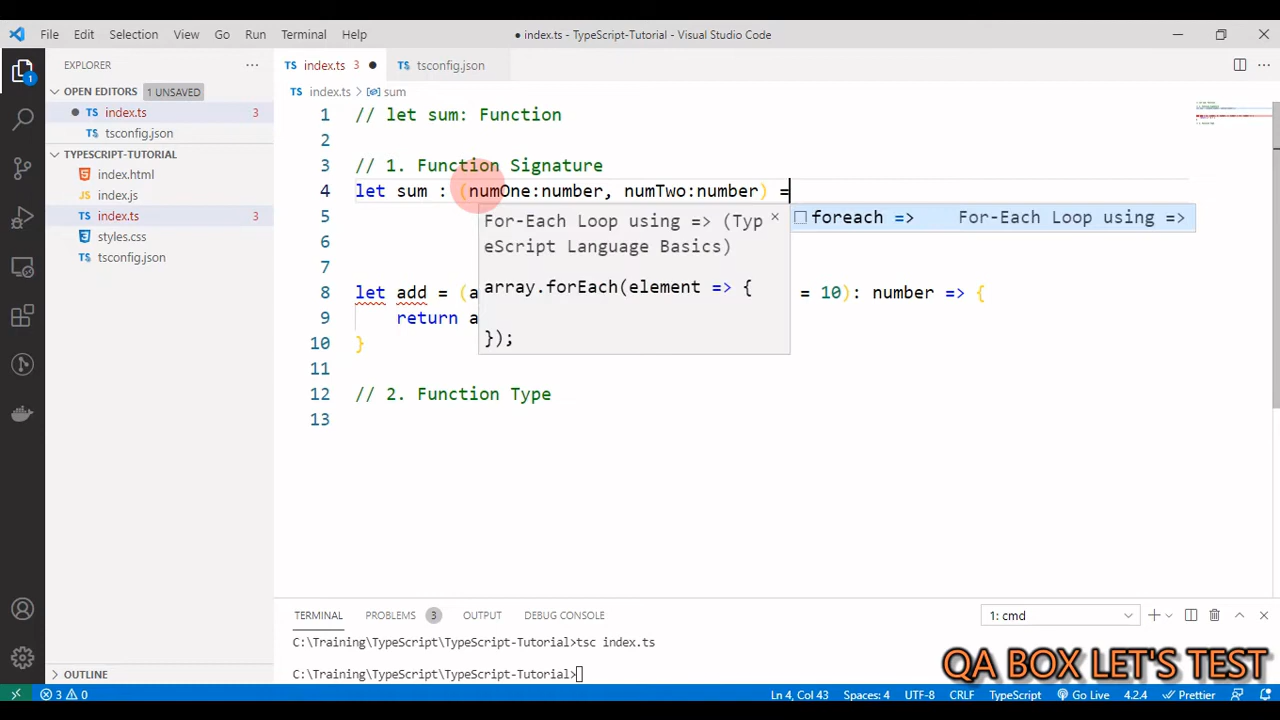 File Edit Selection View Go Run Terminal Help
● index.ts - TypeScript-Tutorial - Visual Studio Code
EXPLORER
TS index.ts 3 ●
TS tsconfig.json
OPEN EDITORS 1 UNSAVED
● TS index.ts 3
TS tsconfig.json
TYPESCRIPT-TUTORIAL
index.html
JS index.js
TS index.ts 3
styles.css
TS tsconfig.json
OUTLINE
TS index.ts > sum
1 // let sum: Function
2
3 // 1. Function Signature
4 let sum : (numOne:number, numTwo:number) =
5
6
7
8 let add = (a = 10): number => {
9 return a
10 }
11
12 // 2. Function Type
13
For-Each Loop using => (Typ
eScript Language Basics)
array.forEach(element => {
});
foreach => For-Each Loop using =>
TERMINAL PROBLEMS 3 OUTPUT DEBUG CONSOLE
1: cmd
C:\Training\TypeScript\TypeScript-Tutorial>tsc index.ts
C:\Training\TypeScript\TypeScript-Tutorial>
QA BOX LET'S TEST
3 0
Ln 4, Col 43 Spaces: 4 UTF-8 CRLF TypeScript Go Live 4.2.4 Prettier
1